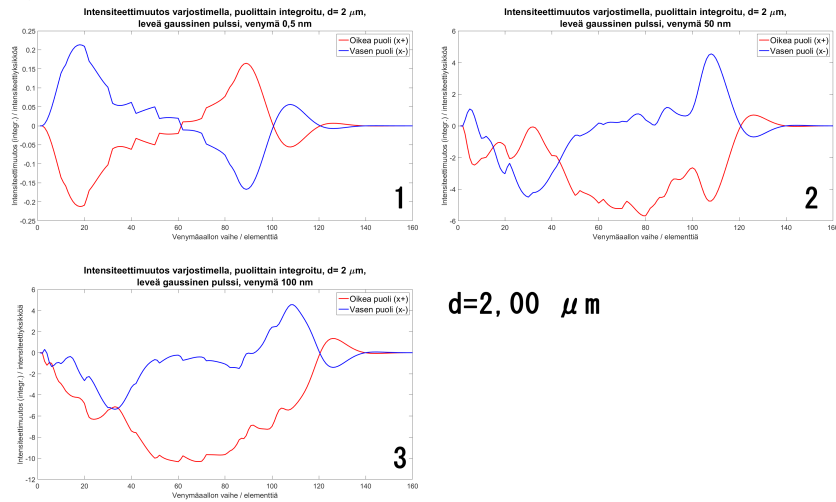 Intensiteettimuutos varjostimella, puolittain integroitu, d= 2 μm,
leveä gaussinen pulssi, venymä 0,5 nm
Intensiteettimuutos (integr.) / intensiteettiyksikköä
0.25
0.2
0.15
0.1
0.05
0
-0.05
-0.1
-0.15
-0.2
-0.25
Oikea puoli (x+)
Vasen puoli (x-)
1
0 20 40 60 80 100 120 140 160
Venymäaallon vaihe / elementtiä
Intensiteettimuutos varjostimella, puolittain integroitu, d= 2 μm,
leveä gaussinen pulssi, venymä 50 nm
Intensiteettimuutos (integr.) / intensiteettiyksikköä
6
4
2
0
-2
-4
-6
Oikea puoli (x+)
Vasen puoli (x-)
2
0 20 40 60 80 100 120 140 160
Venymäaallon vaihe / elementtiä
Intensiteettimuutos varjostimella, puolittain integroitu, d= 2 μm,
leveä gaussinen pulssi, venymä 100 nm
Intensiteettimuutos (integr.) / intensiteettiyksikköä
6
4
2
0
-2
-4
-6
-8
-10
-12
Oikea puoli (x+)
Vasen puoli (x-)
3
0 20 40 60 80 100 120 140 160
Venymäaallon vaihe / elementtiä
d=2,00 μm